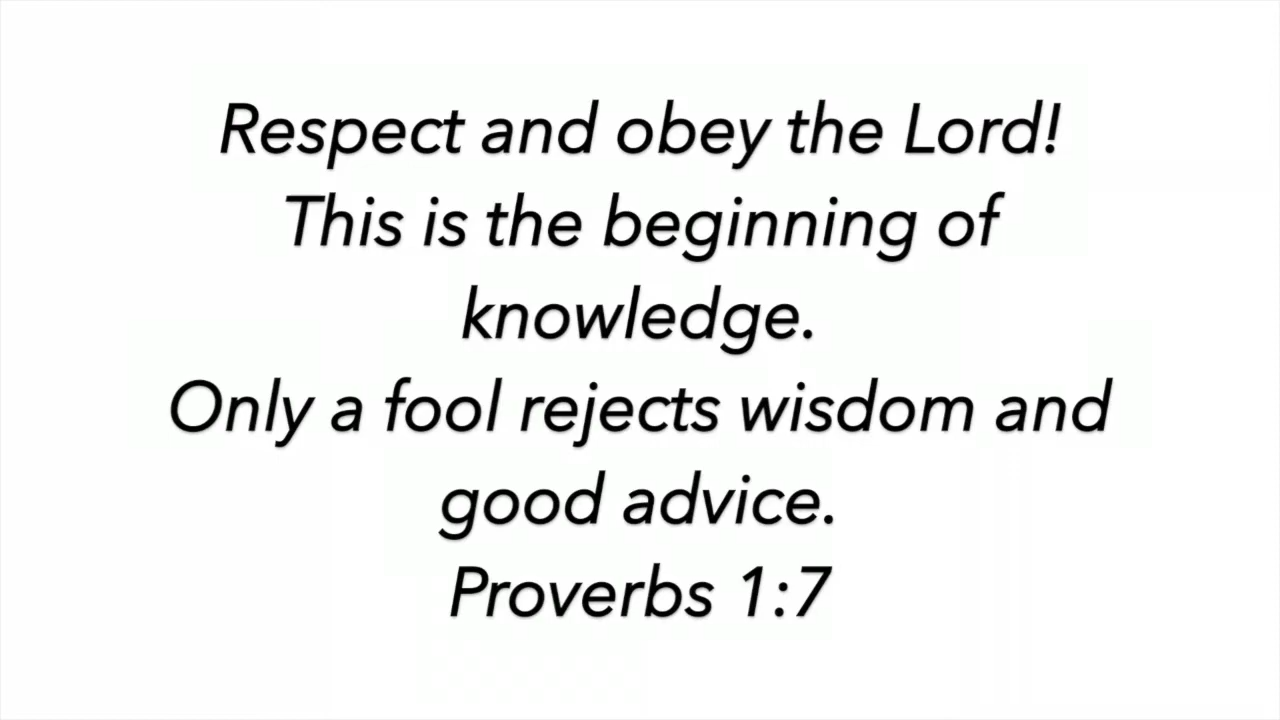 Respect and obey the Lord!
This is the beginning of
knowledge.
Only a fool rejects wisdom and
good advice.
Proverbs 1:7